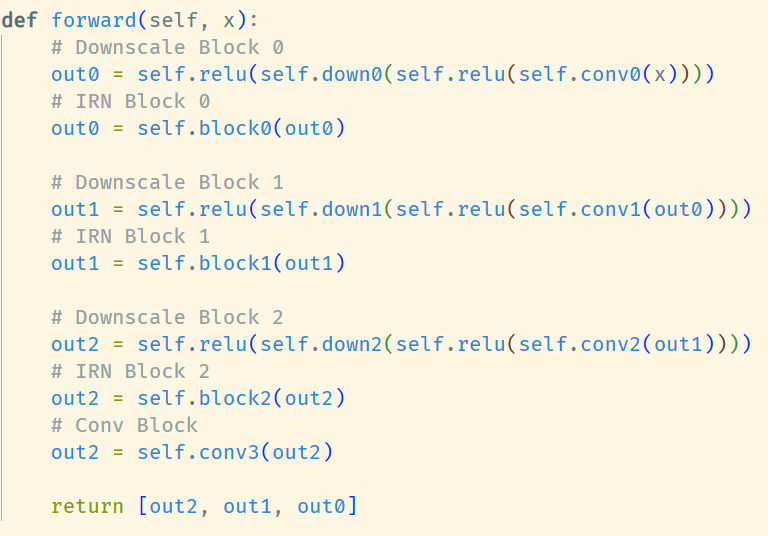 def forward(self, x):
    # Downscale Block 0
    out0 = self.relu(self.down0(self.relu(self.conv0(x))))
    # IRN Block 0
    out0 = self.block0(out0)

    # Downscale Block 1
    out1 = self.relu(self.down1(self.relu(self.conv1(out0))))
    # IRN Block 1
    out1 = self.block1(out1)

    # Downscale Block 2
    out2 = self.relu(self.down2(self.relu(self.conv2(out1))))
    # IRN Block 2
    out2 = self.block2(out2)
    # Conv Block
    out2 = self.conv3(out2)

    return [out2, out1, out0]